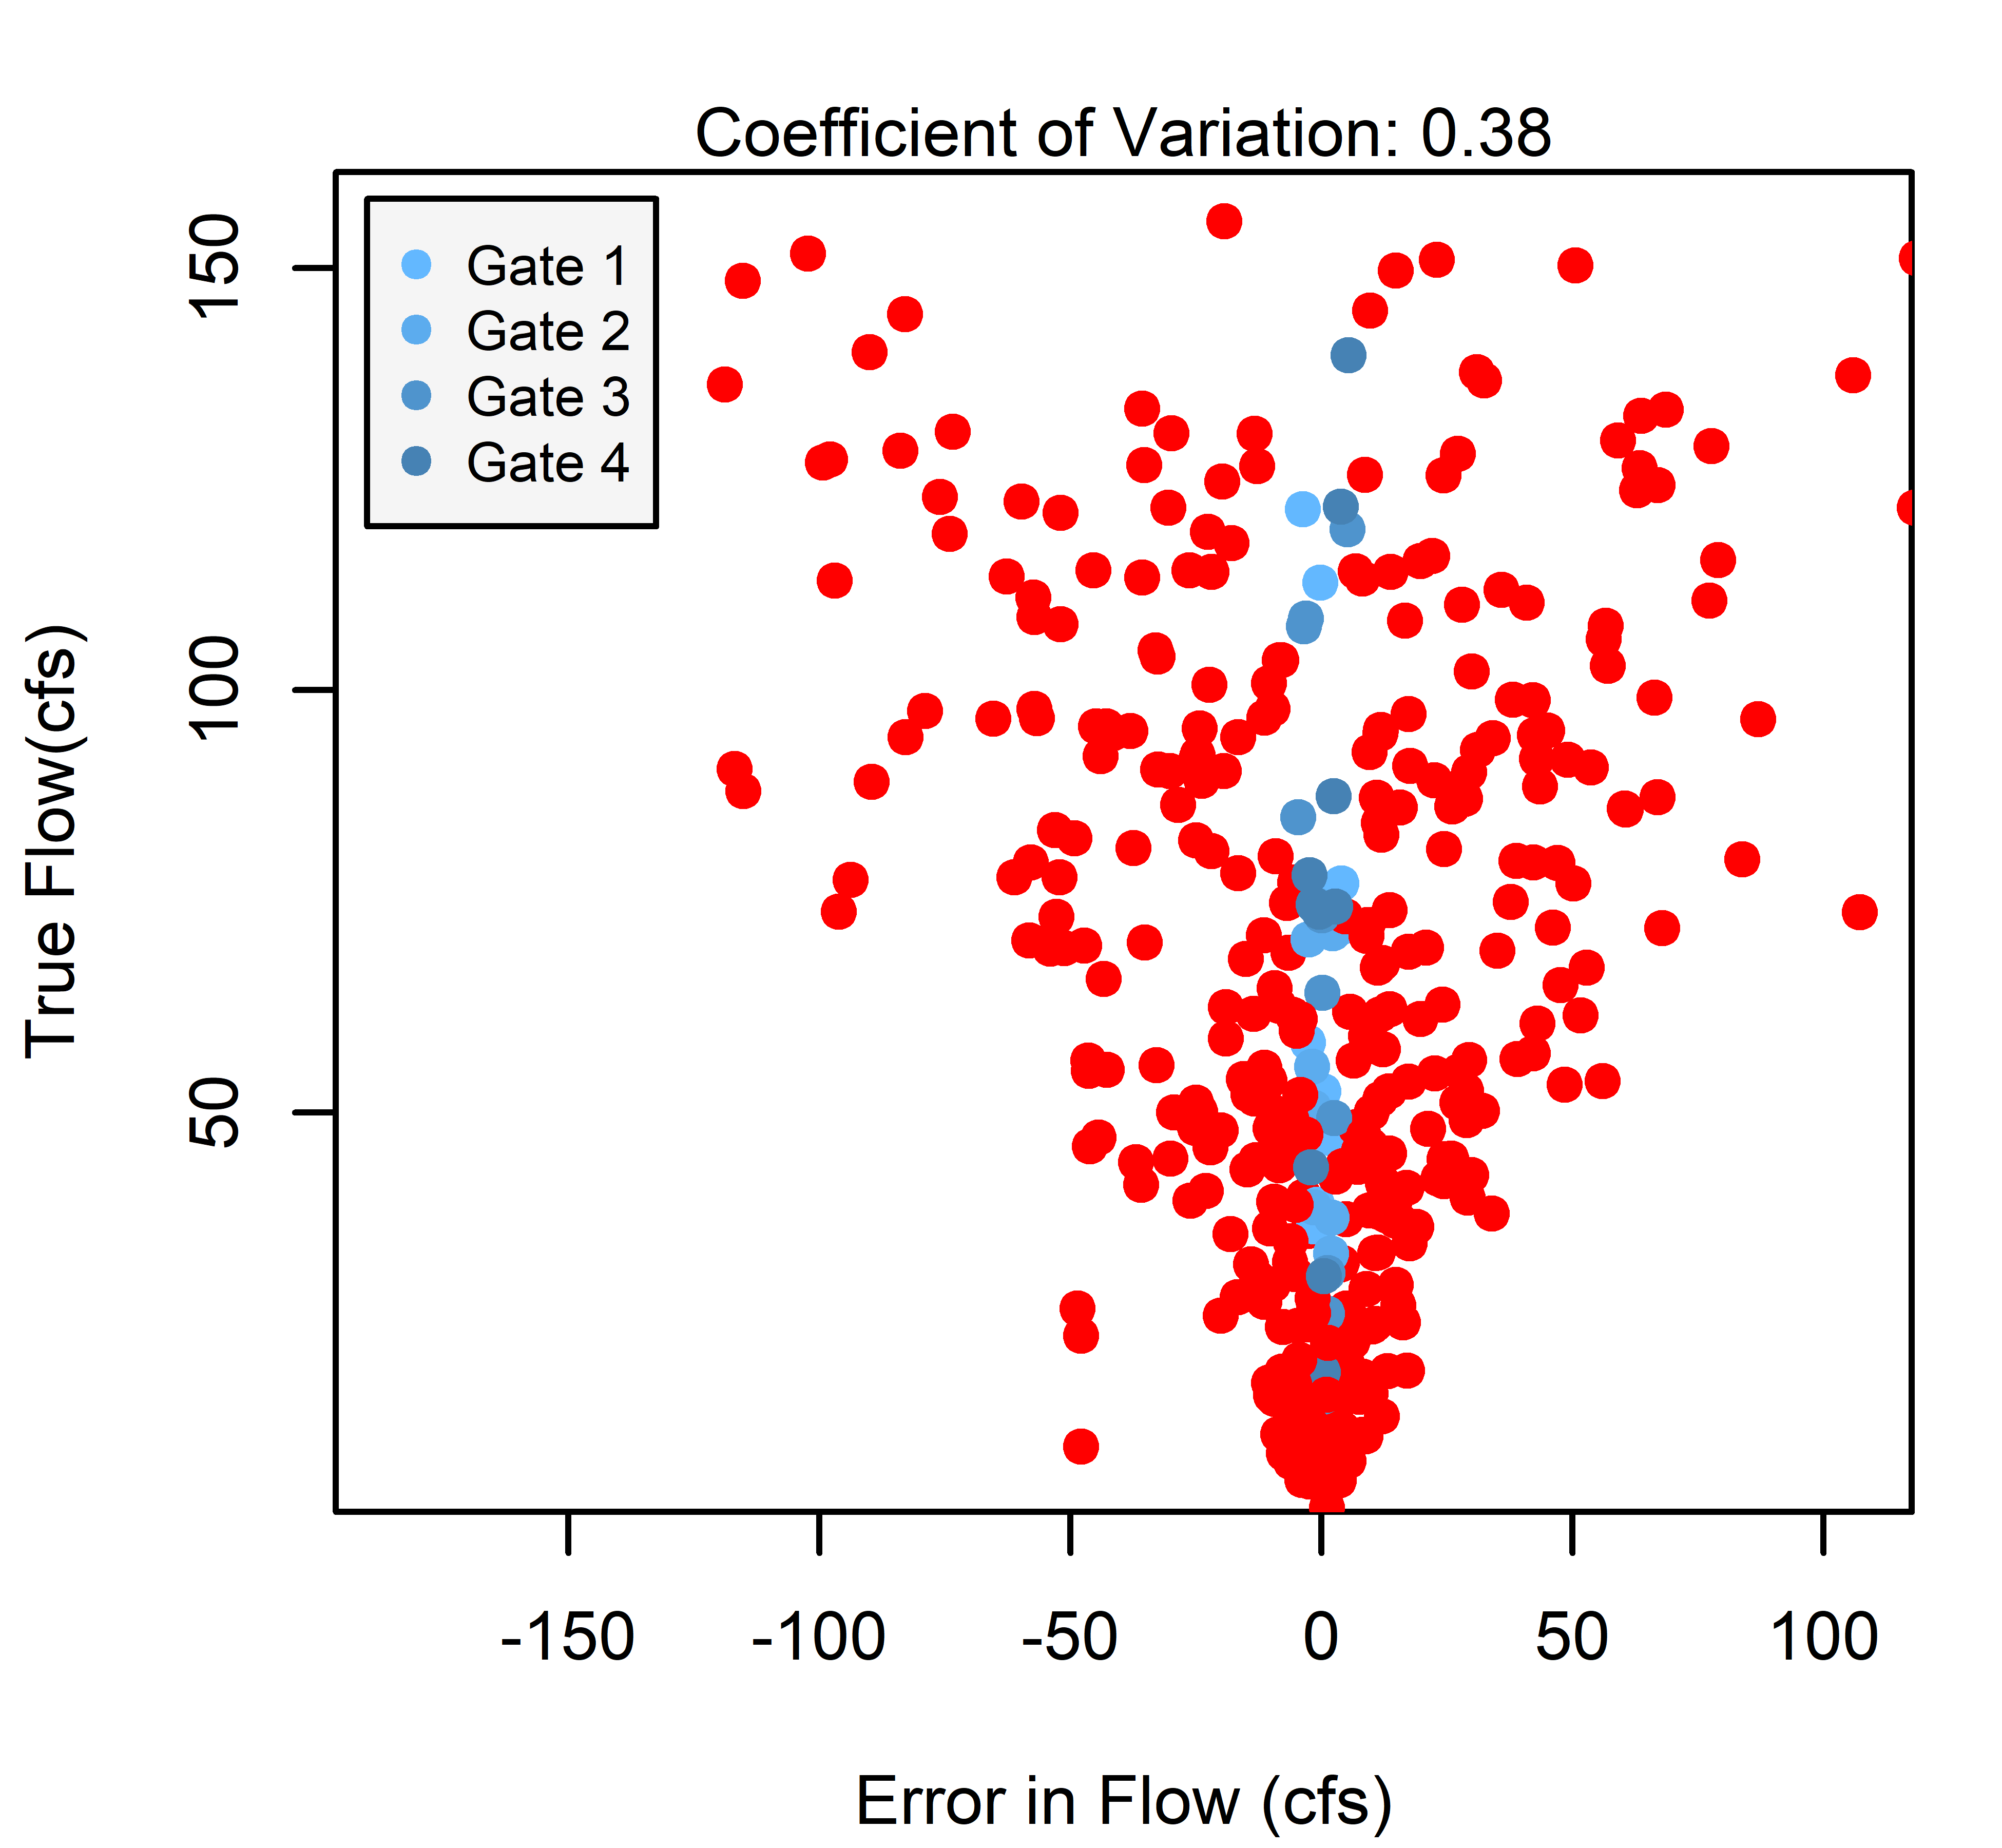 Coefficient of Variation: 0.38
Gate 1
Gate 2
Gate 3
Gate 4
150
100
50
True Flow(cfs)
-150 -100 -50 0 50 100
Error in Flow (cfs)